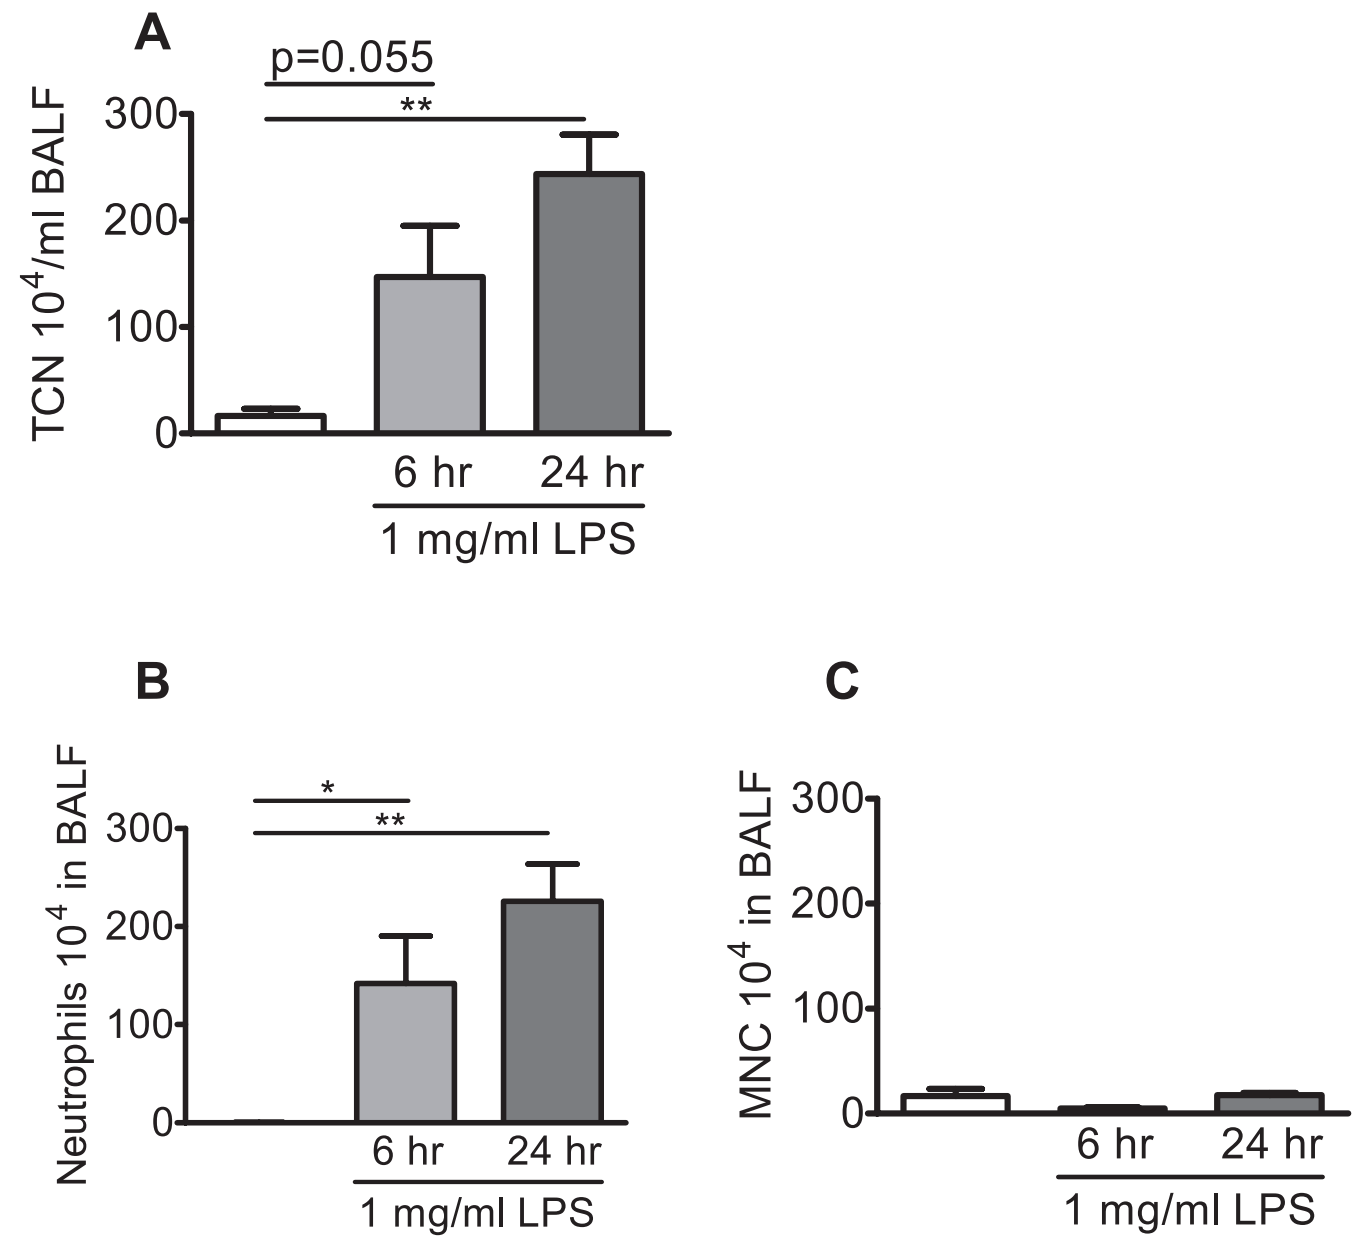 A
p=0.055
**
300
200
100
0
TCN 10⁴/ml BALF
6 hr 24 hr
1 mg/ml LPS
B
*
**
300
200
100
0
Neutrophils 10⁴ in BALF
6 hr 24 hr
1 mg/ml LPS
C
300
200
100
0
MNC 10⁴ in BALF
6 hr 24 hr
1 mg/ml LPS